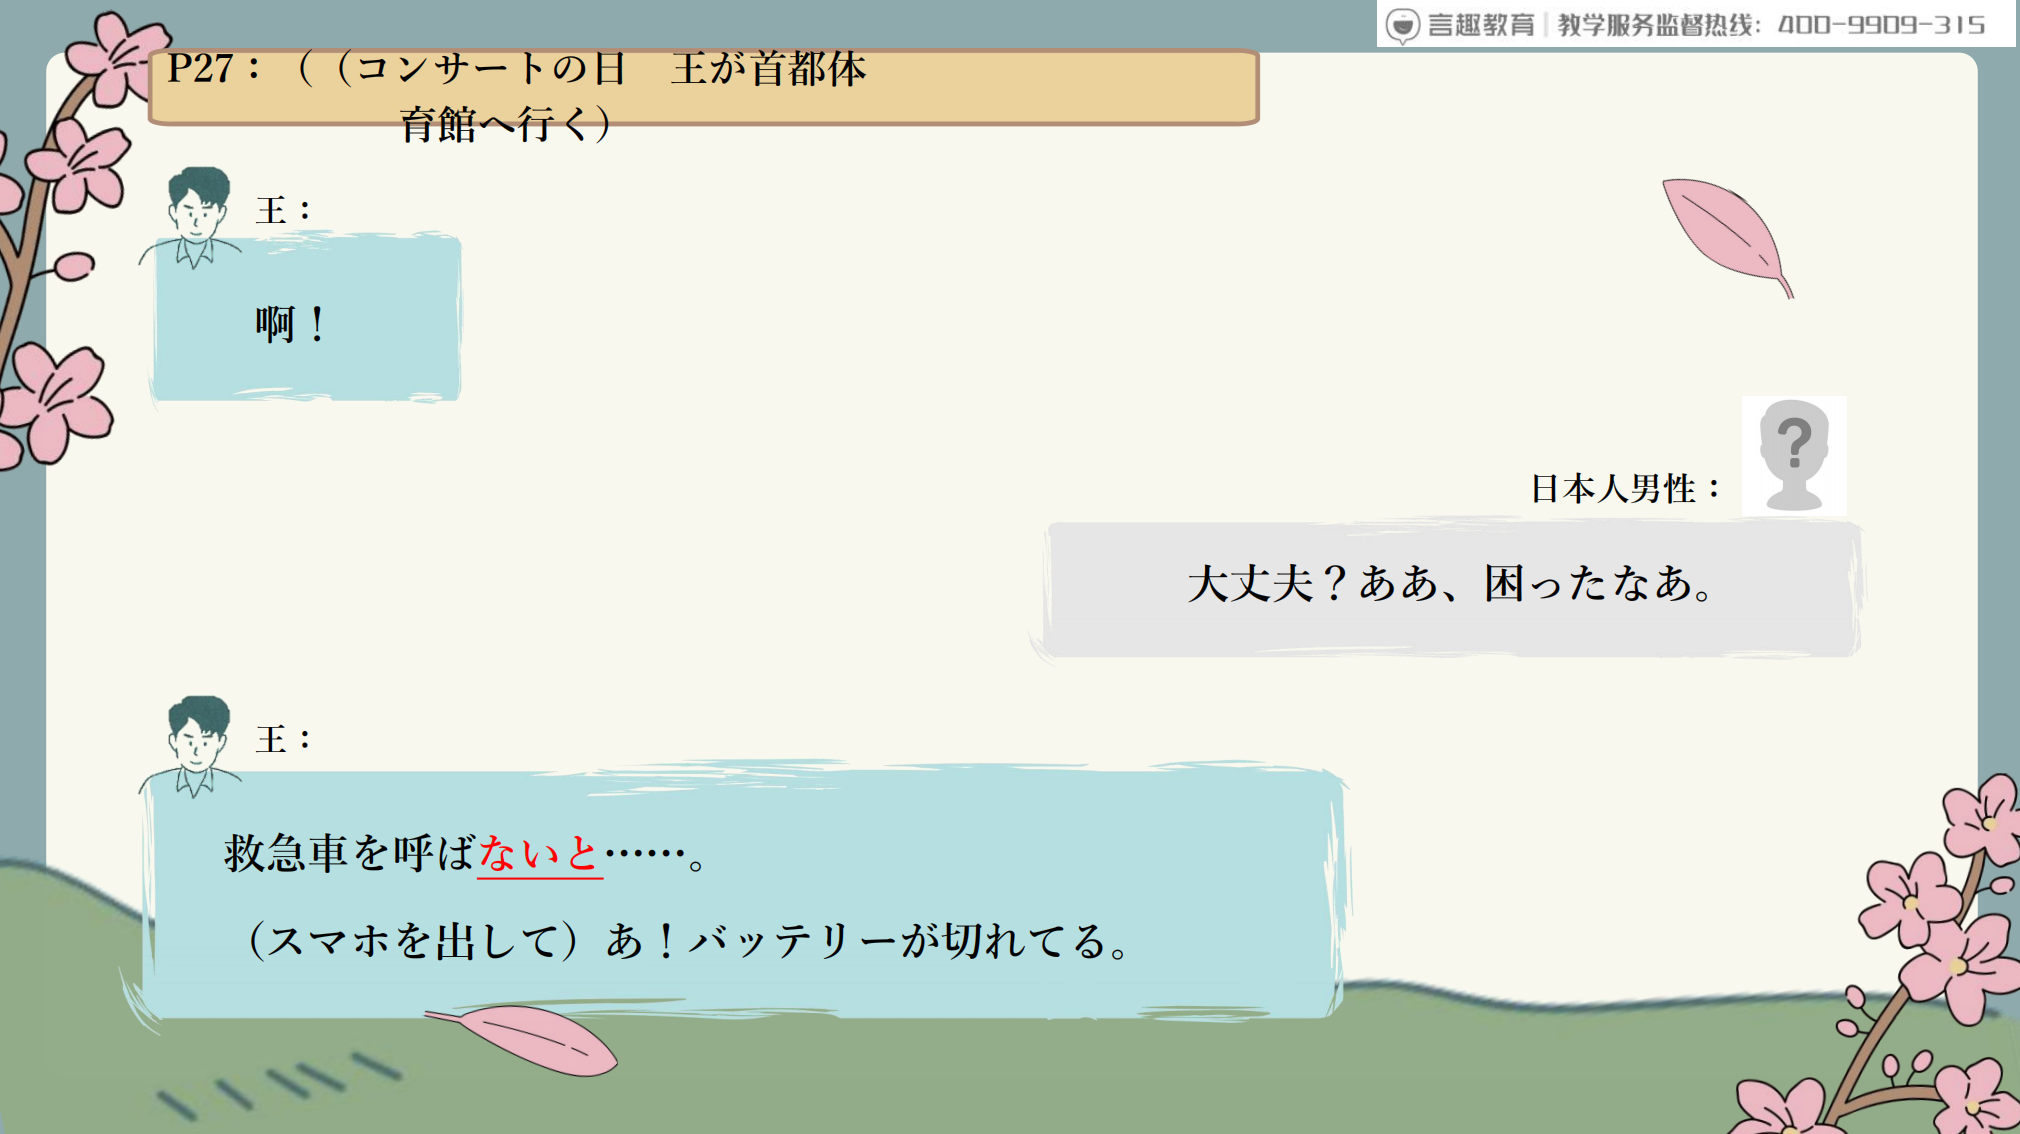 言趣教育｜教学服务监督热线：400-9909-315
P27：（（コンサートの日　王が首都体
育館へ行く）
王：
啊！
日本人男性：
?
大丈夫？ああ、困ったなあ。
王：
救急車を呼ばないと……。
（スマホを出して）あ！バッテリーが切れてる。